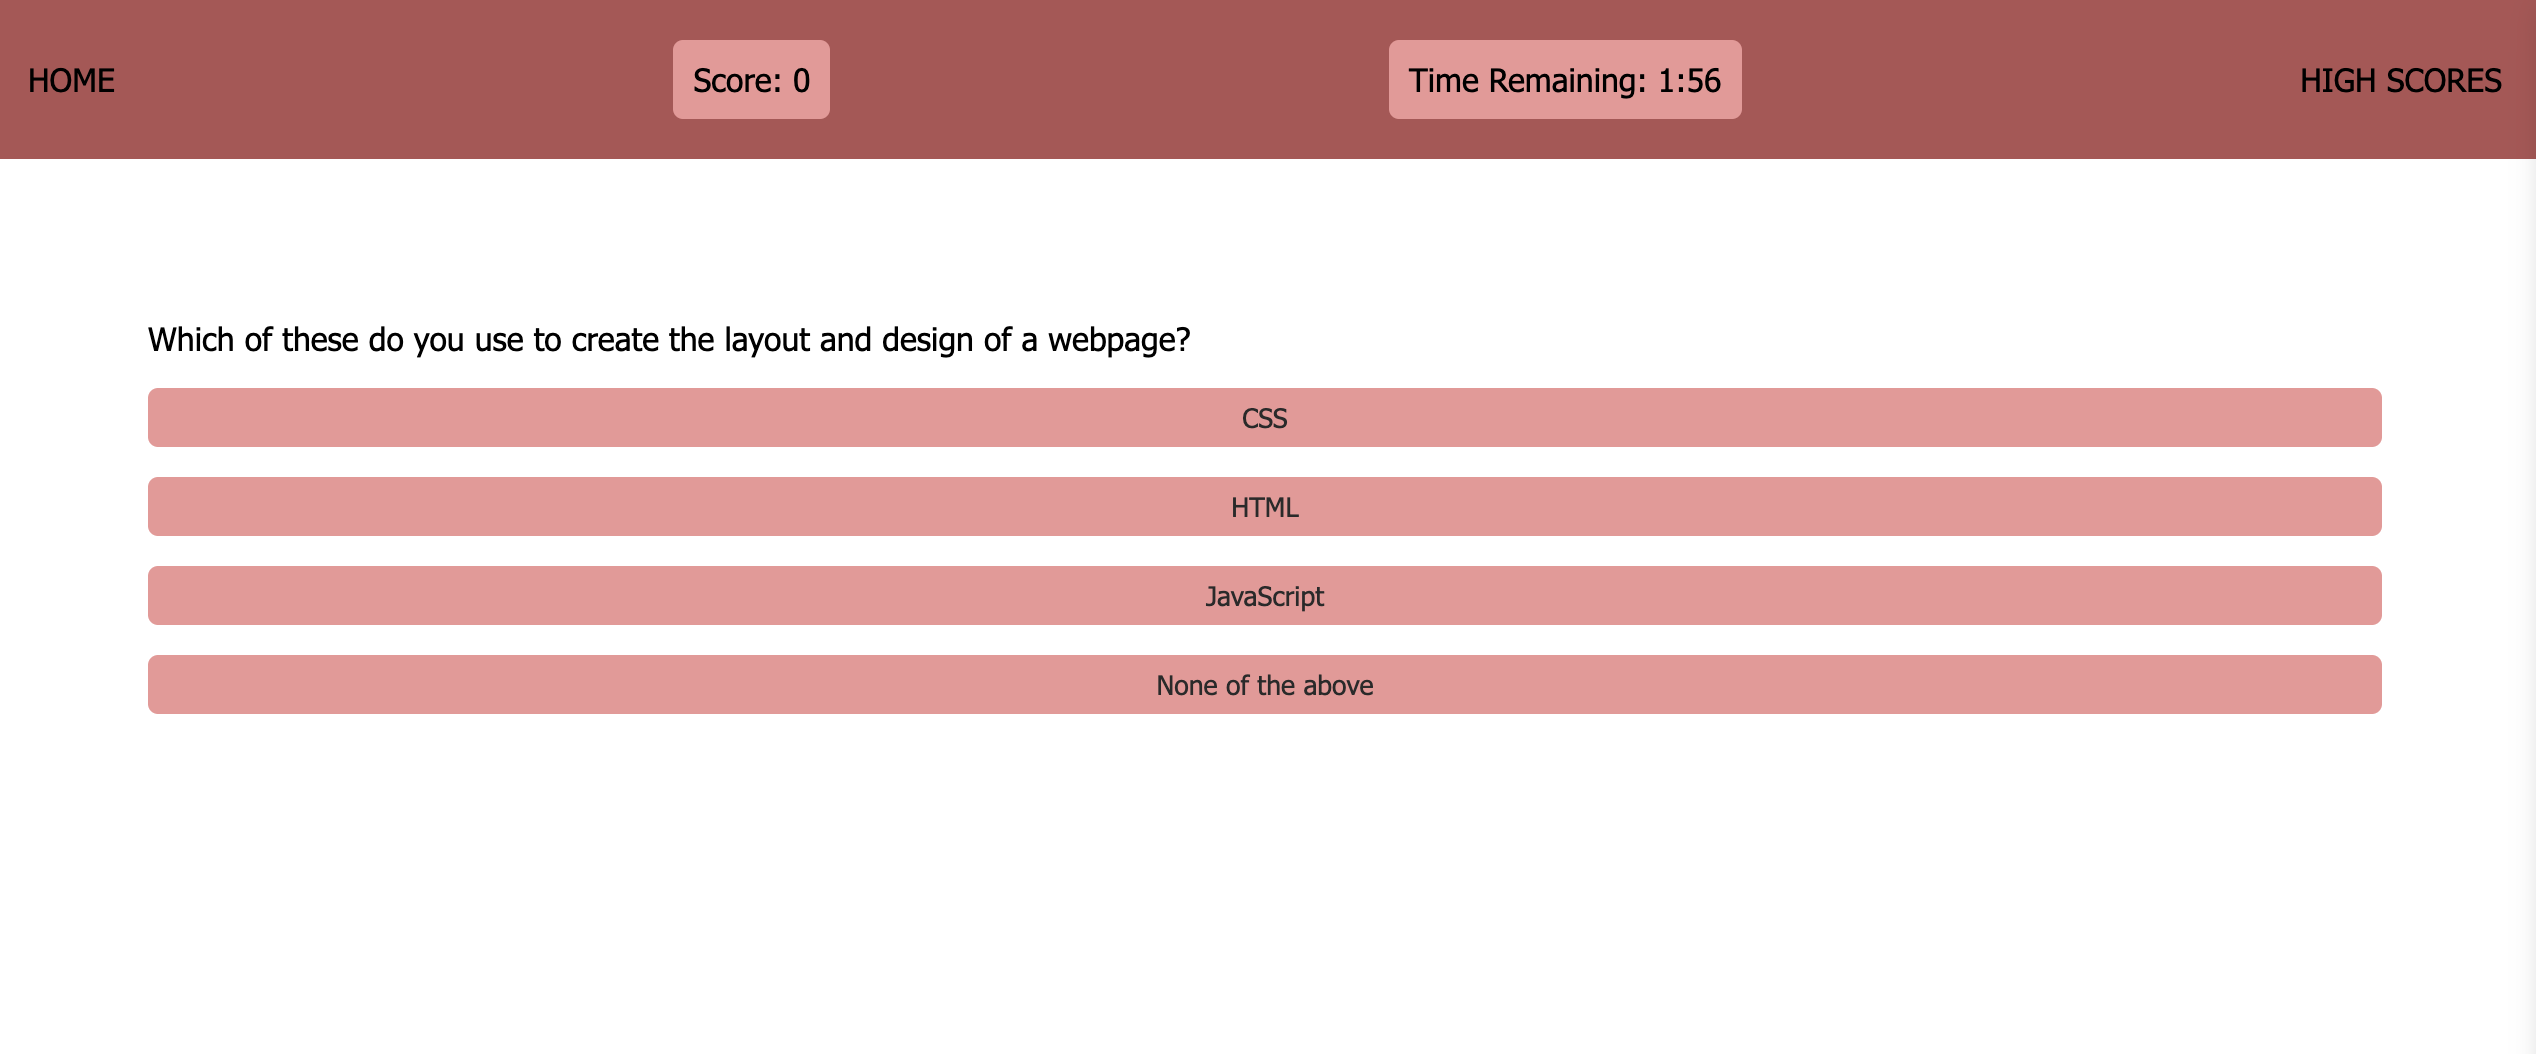 HOME
Score: 0
Time Remaining: 1:56
HIGH SCORES
Which of these do you use to create the layout and design of a webpage?
CSS
HTML
JavaScript
None of the above